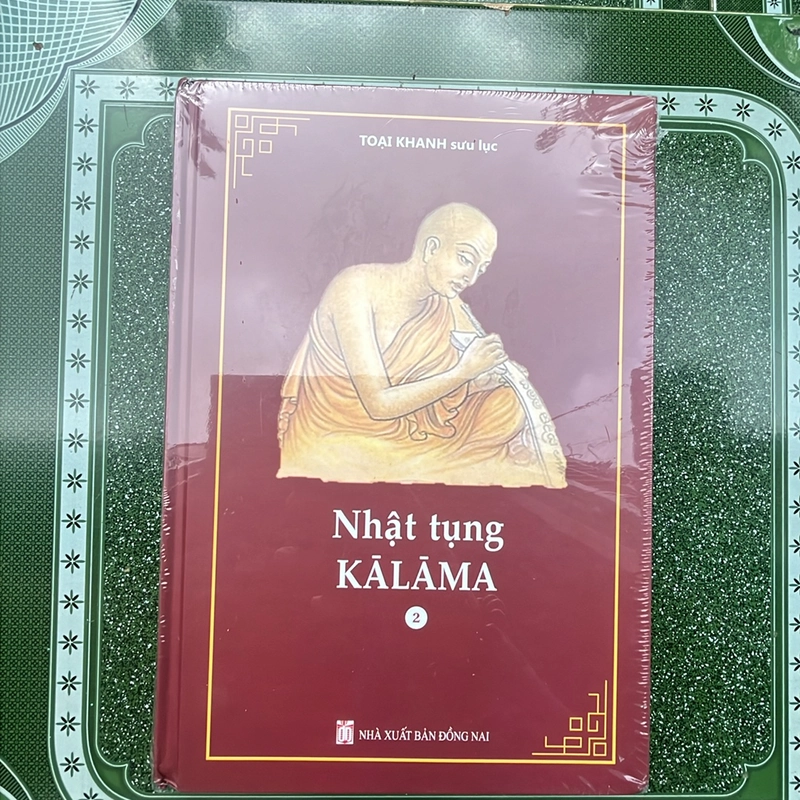 TOẠI KHANH sưu lục
Nhật tụng
KĀLĀMA
2
NHÀ XUẤT BẢN ĐỒNG NAI